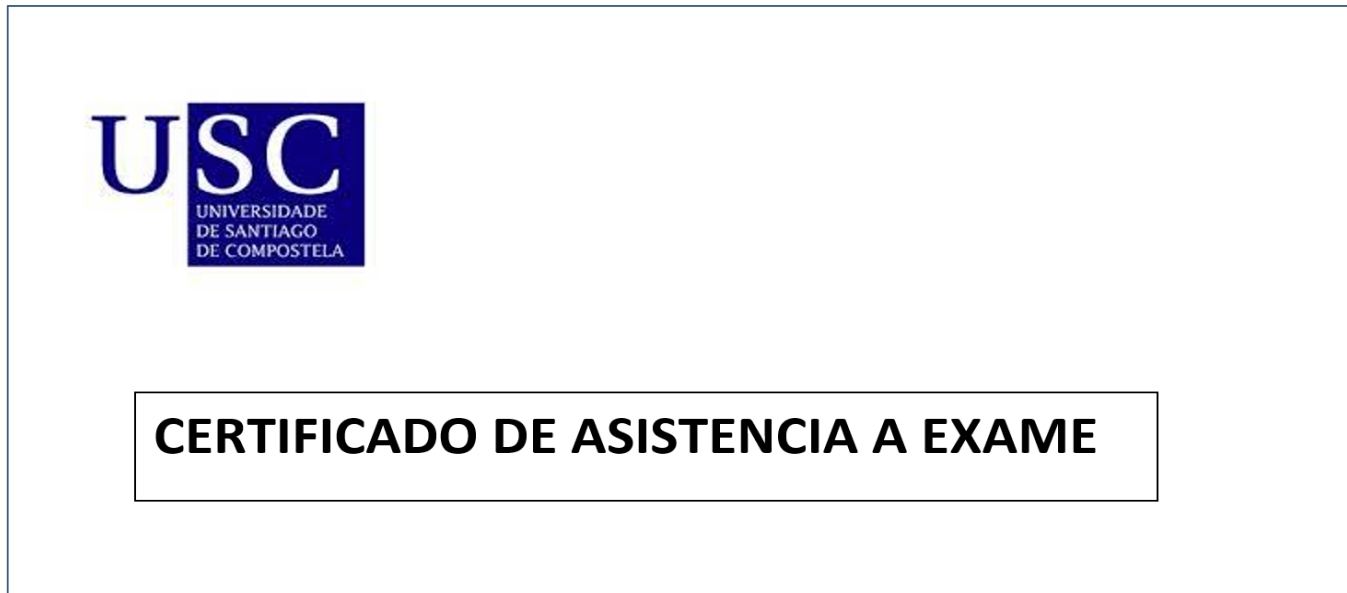 USC
UNIVERSIDADE
DE SANTIAGO
DE COMPOSTELA
CERTIFICADO DE ASISTENCIA A EXAME